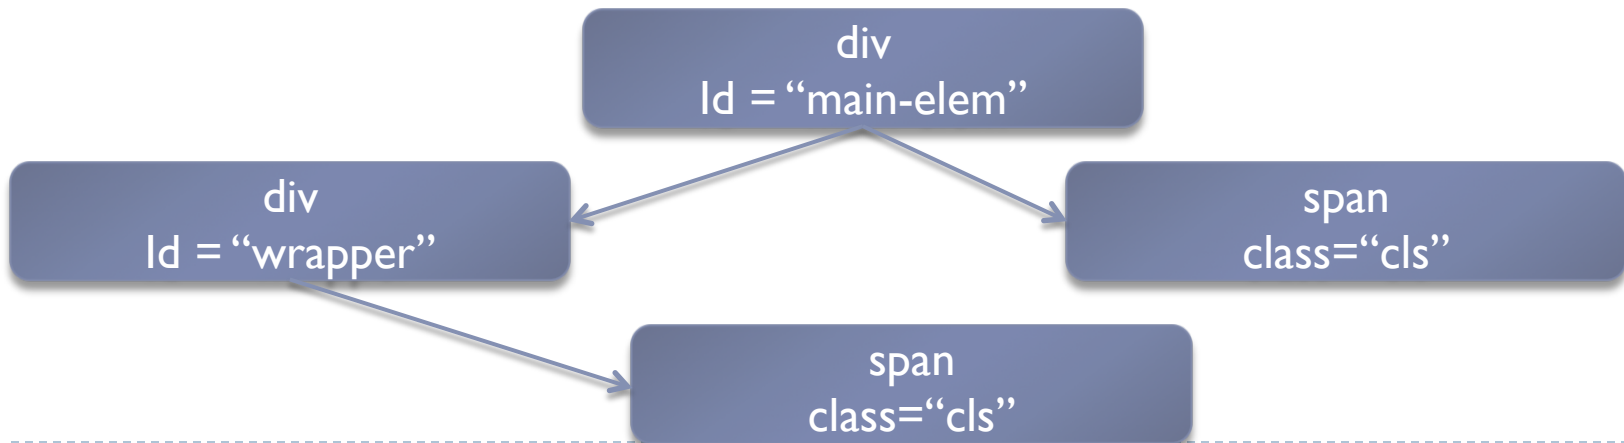 div
Id = “main-elem”
div
Id = “wrapper”
span
class=“cls”
span
class=“cls”